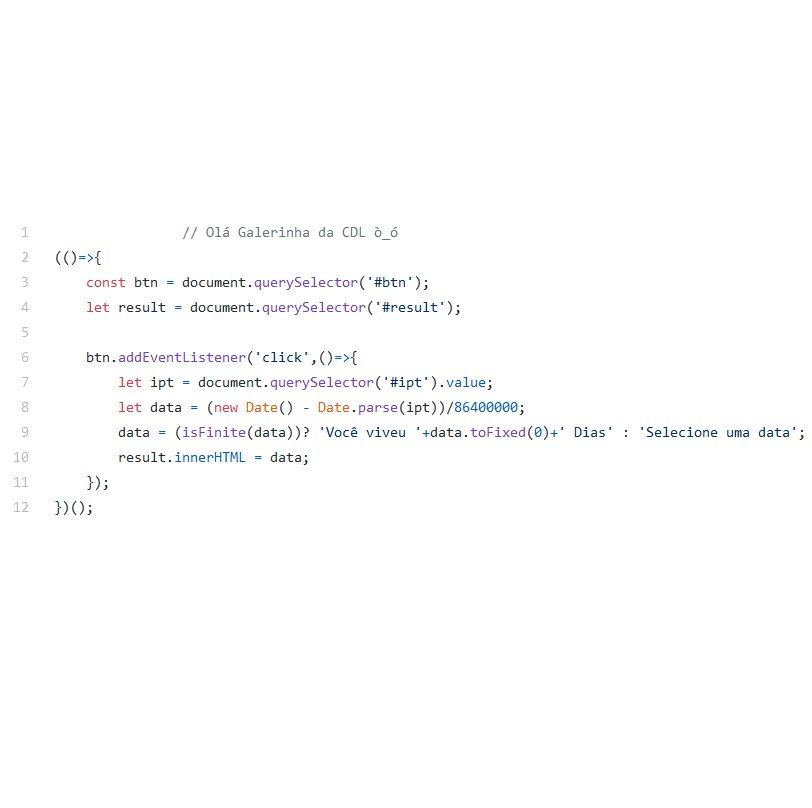 1 // Olá Galerinha da CDL ò_ó
2 (()=>{
3 const btn = document.querySelector('#btn');
4 let result = document.querySelector('#result');
5
6 btn.addEventListener('click',()=>{
7 let ipt = document.querySelector('#ipt').value;
8 let data = (new Date() - Date.parse(ipt))/86400000;
9 data = (isFinite(data))? 'Você viveu '+data.toFixed(0)+' Dias' : 'Selecione uma data';
10 result.innerHTML = data;
11 });
12 })();